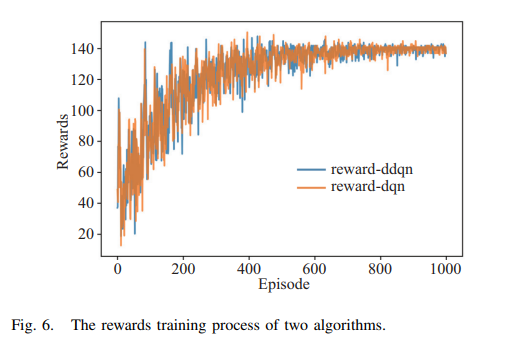 140
120
100
80
60
40
20
Rewards
reward-ddqn
reward-dqn
0 200 400 600 800 1000
Episode
Fig. 6. The rewards training process of two algorithms.